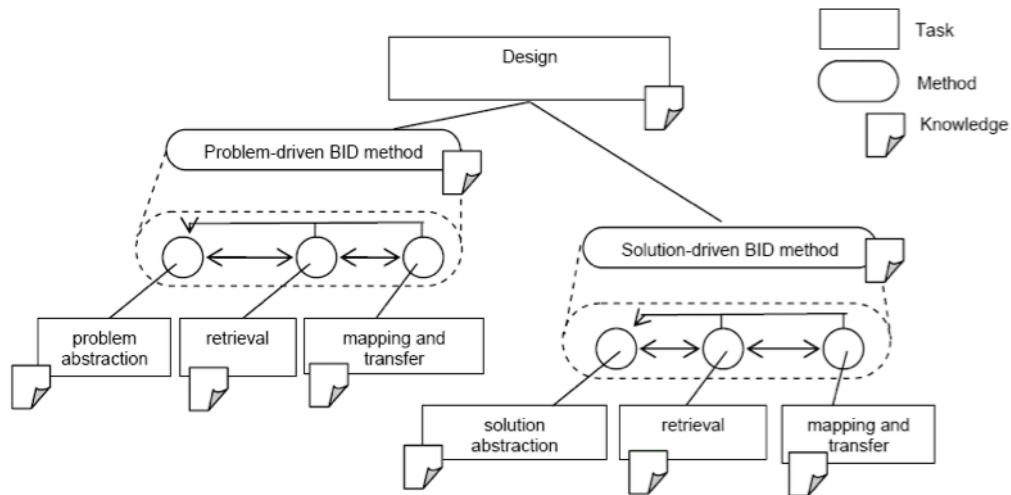 Design
Task
Method
Knowledge
Problem-driven BID method
Solution-driven BID method
problem
abstraction
retrieval
mapping and
transfer
solution
abstraction
retrieval
mapping and
transfer